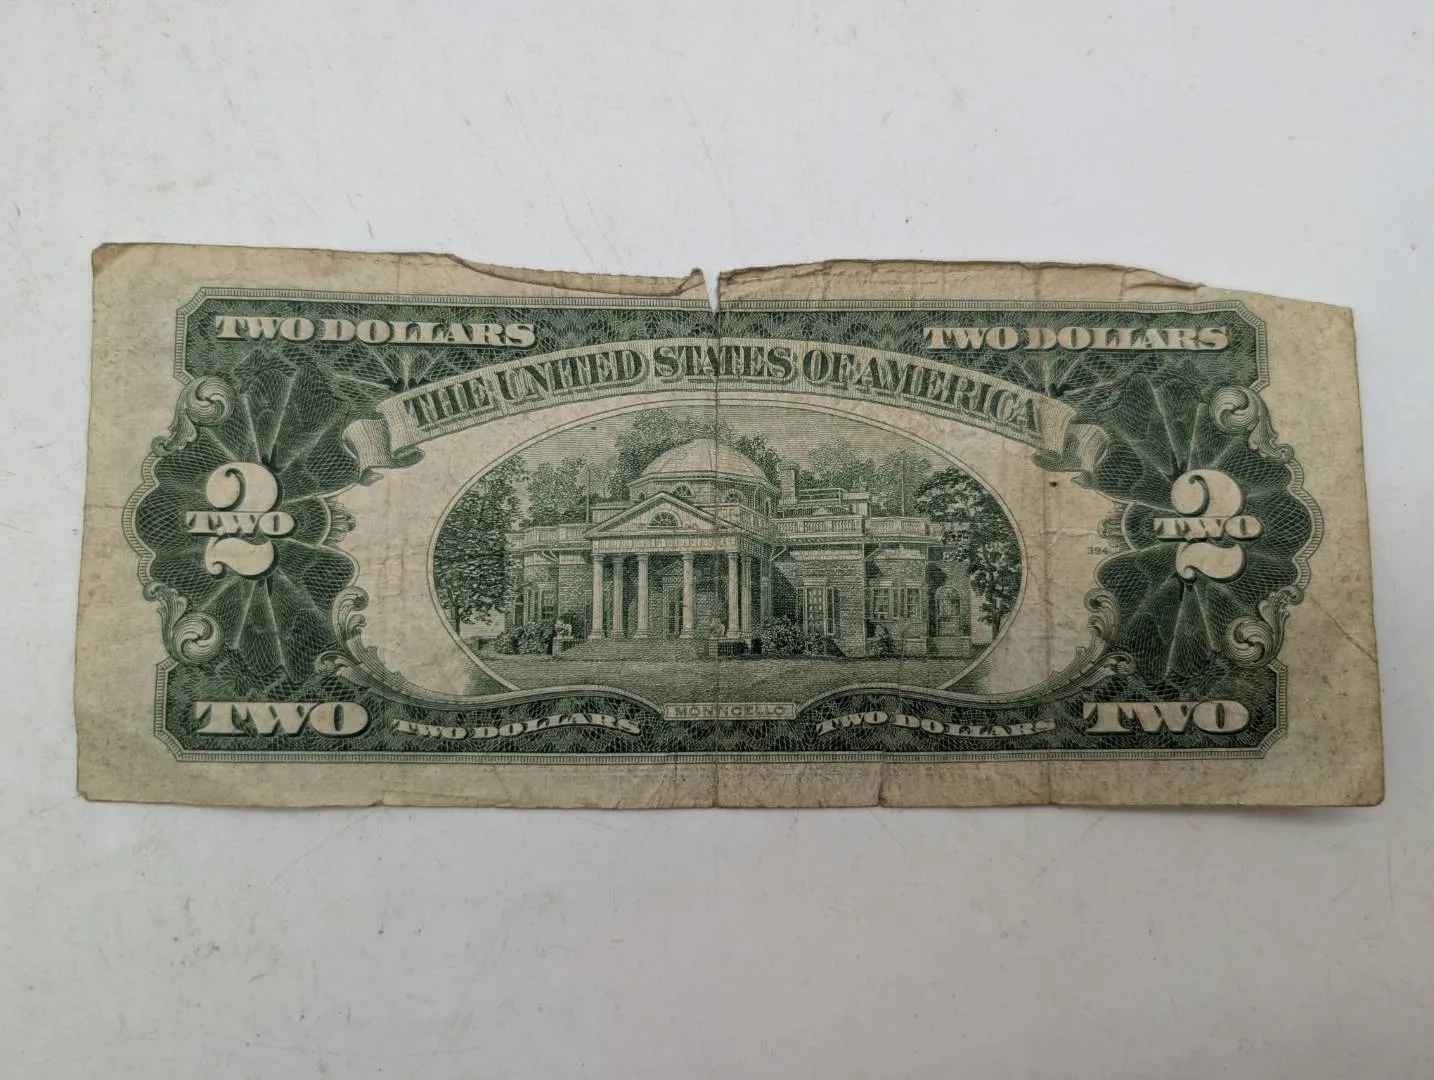 TWO DOLLARS TWO DOLLARS
THE UNITED STATES OF AMERICA
2 TWO 2 TWO
394
TWO TWO DOLLARS MONTICELLO TWO DOLLARS TWO